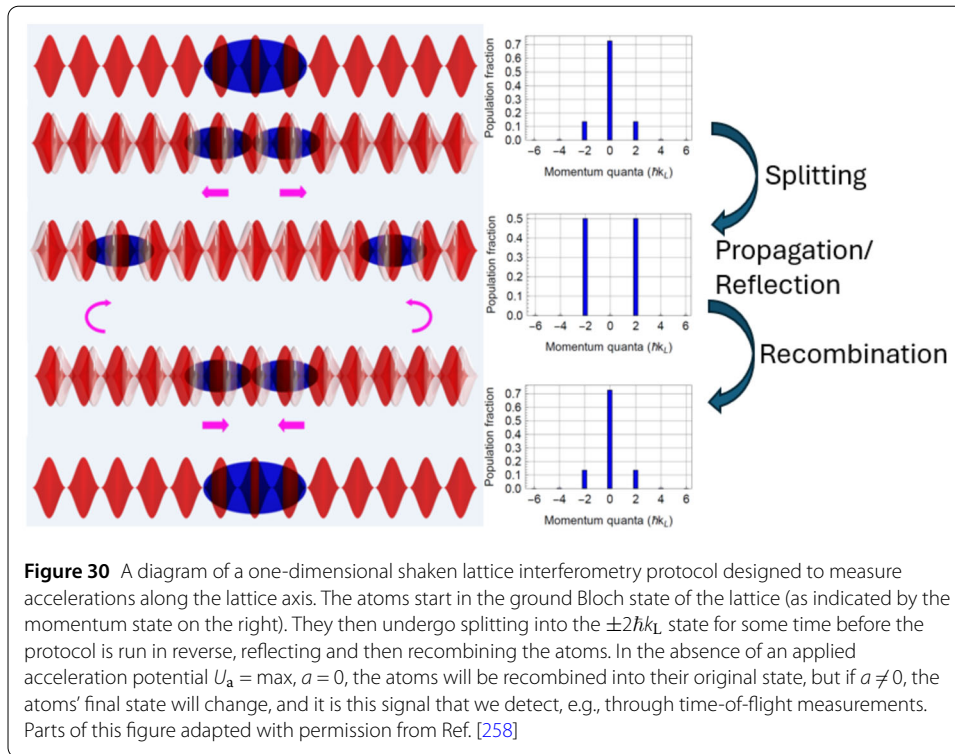 0.7
0.6
0.5
0.4
0.3
0.2
0.1
0.0
Population fraction
−6 −4 −2 0 2 4 6
Momentum quanta (ℏk_L)
Splitting
0.5
0.4
0.3
0.2
0.1
0.0
Population fraction
−6 −4 −2 0 2 4 6
Momentum quanta (ℏk_L)
Propagation/
Reflection
Recombination
0.7
0.6
0.5
0.4
0.3
0.2
0.1
0.0
Population fraction
−6 −4 −2 0 2 4 6
Momentum quanta (ℏk_L)
Figure 30 A diagram of a one-dimensional shaken lattice interferometry protocol designed to measure
accelerations along the lattice axis. The atoms start in the ground Bloch state of the lattice (as indicated by the
momentum state on the right). They then undergo splitting into the ±2ℏk_L state for some time before the
protocol is run in reverse, reflecting and then recombining the atoms. In the absence of an applied
acceleration potential U_a = max, a = 0, the atoms will be recombined into their original state, but if a ≠ 0, the
atoms’ final state will change, and it is this signal that we detect, e.g., through time-of-flight measurements.
Parts of this figure adapted with permission from Ref. [258]